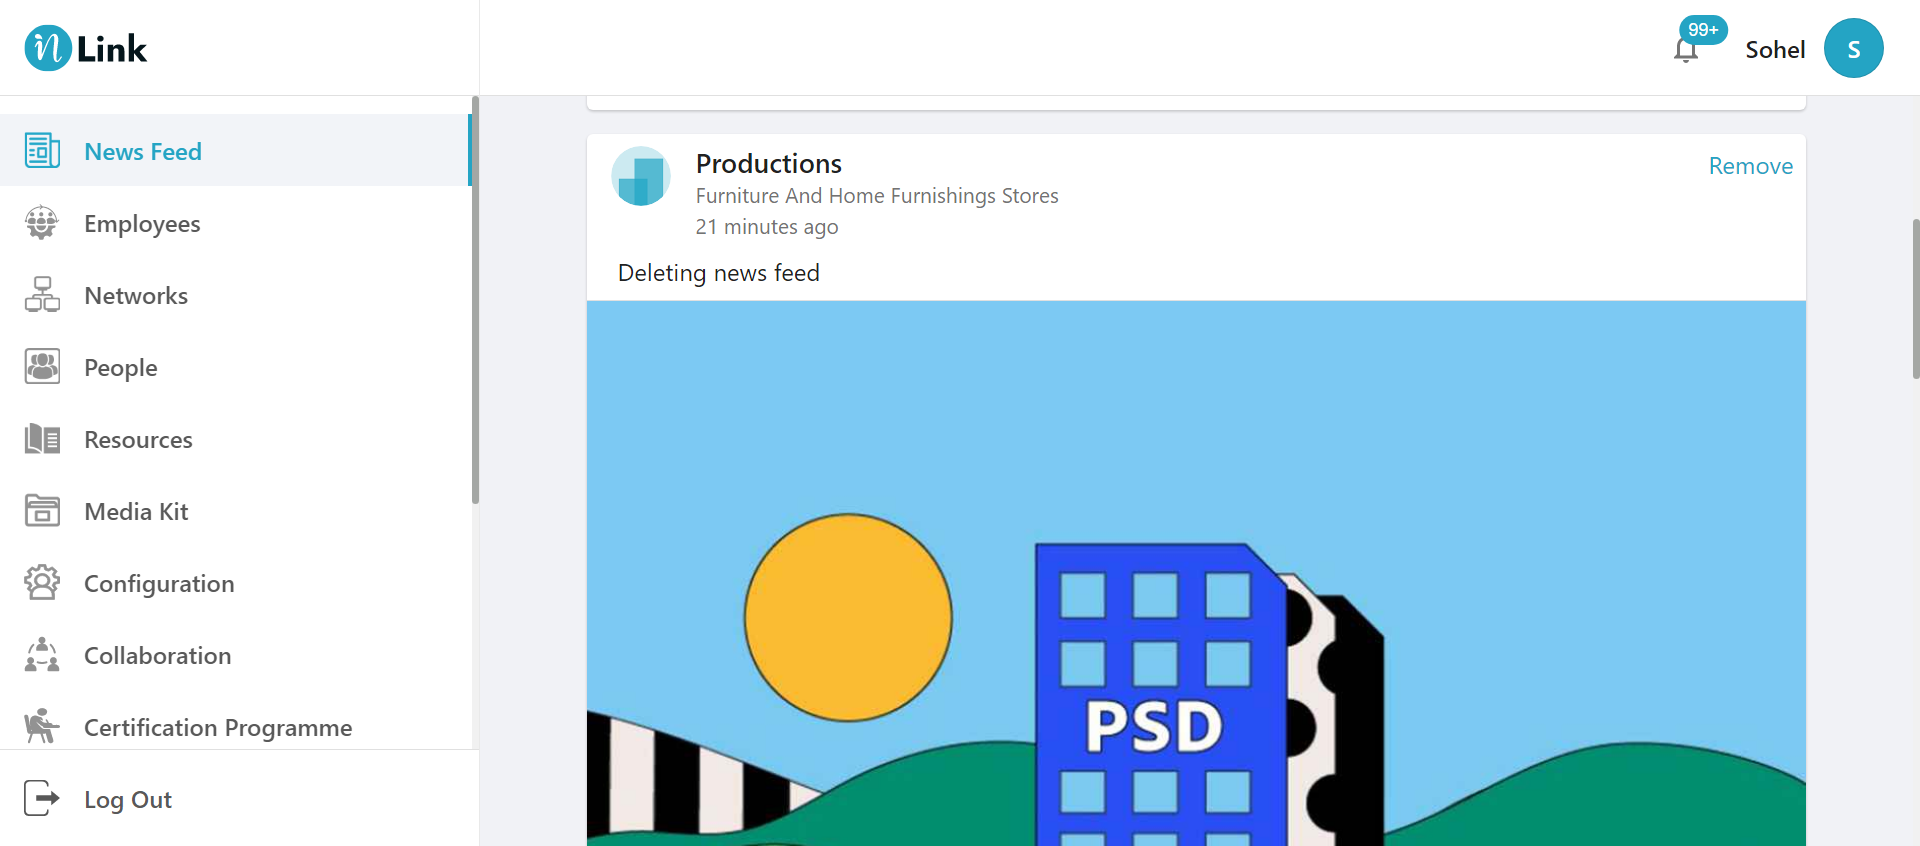 n Link
99+
Sohel
S
News Feed
Employees
Networks
People
Resources
Media Kit
Configuration
Collaboration
Certification Programme
Log Out
Productions
Remove
Furniture And Home Furnishings Stores
21 minutes ago
Deleting news feed
PSD